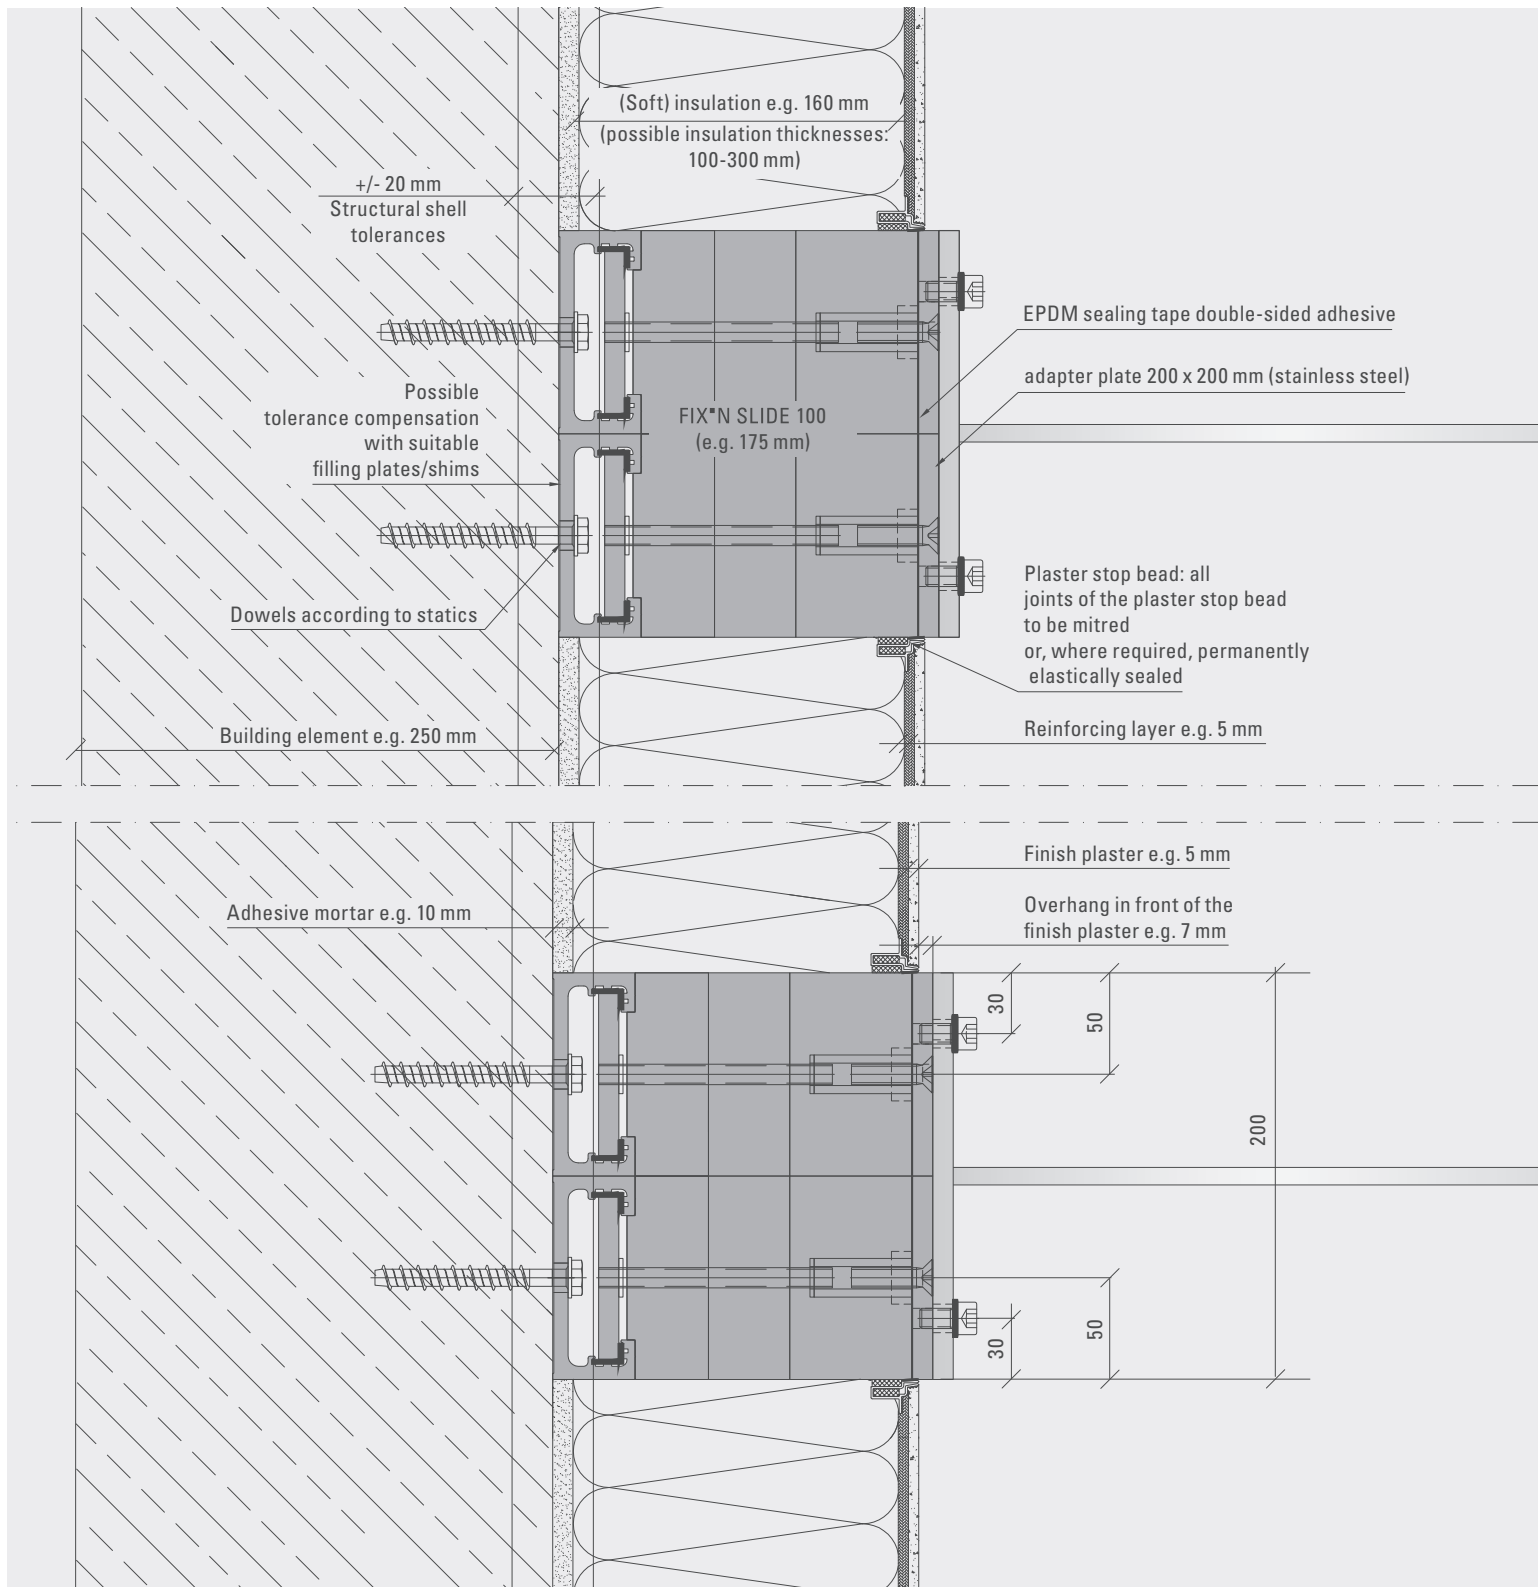 (Soft) insulation e.g. 160 mm
(possible insulation thicknesses:
100-300 mm)
+/- 20 mm
Structural shell
tolerances
EPDM sealing tape double-sided adhesive
adapter plate 200 x 200 mm (stainless steel)
Possible
tolerance compensation
with suitable
filling plates/shims
FIX■N SLIDE 100
(e.g. 175 mm)
Dowels according to statics
Plaster stop bead: all
joints of the plaster stop bead
to be mitred
or, where required, permanently
elastically sealed
Building element e.g. 250 mm
Reinforcing layer e.g. 5 mm
Finish plaster e.g. 5 mm
Adhesive mortar e.g. 10 mm
Overhang in front of the
finish plaster e.g. 7 mm
30
50
200
50
30